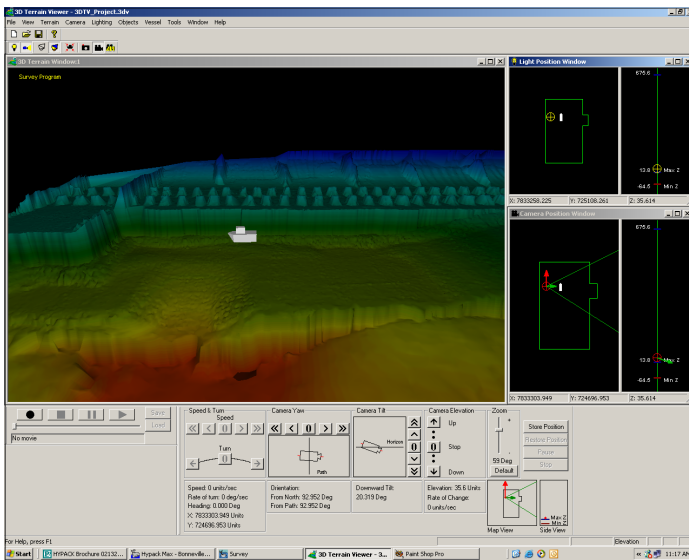 3D Terrain Viewer - 3DTV_Project.3dv
File View Terrain Camera Lighting Objects Vessel Tools Window Help
3D Terrain Window:1
Survey Program
Light Position Window
675.6
13.8 Max Z
-64.5 Min Z
X: 7833258.225 Y: 725108.261 Z: 35.614
Camera Position Window
675.6
13.8 Max Z
-64.5 Min Z
X: 7833303.949 Y: 724696.953 Z: 35.614
Save
Load
No move
Speed & Turn
Speed
0
Turn
0
Speed: 0 units/sec
Rate of turn: 0 deg/sec
Heading: 0.000 Deg
X: 7833303.949 Units
Y: 724696.953 Units
Camera Yaw
0
Path
Orientation:
From North: 92.952 Deg
From Path: 92.952 Deg
Camera Tilt
Horizon
0
Downward Tilt:
20.319 Deg
Camera Elevation
Up
0 Stop
Down
Elevation: 35.6 Units
Rate of Change:
0 units/sec
Zoom
+
-
59 Deg
Default
Store Position
Restore Position
Pause
Stop
Max Z
Min Z
Map View Side View
For Help, press F1
Elevation
Start
HYPACK Brochure 02132...
Hypack Max - Bonneville...
Survey
3D Terrain Viewer - 3...
Paint Shop Pro
11:17 AM